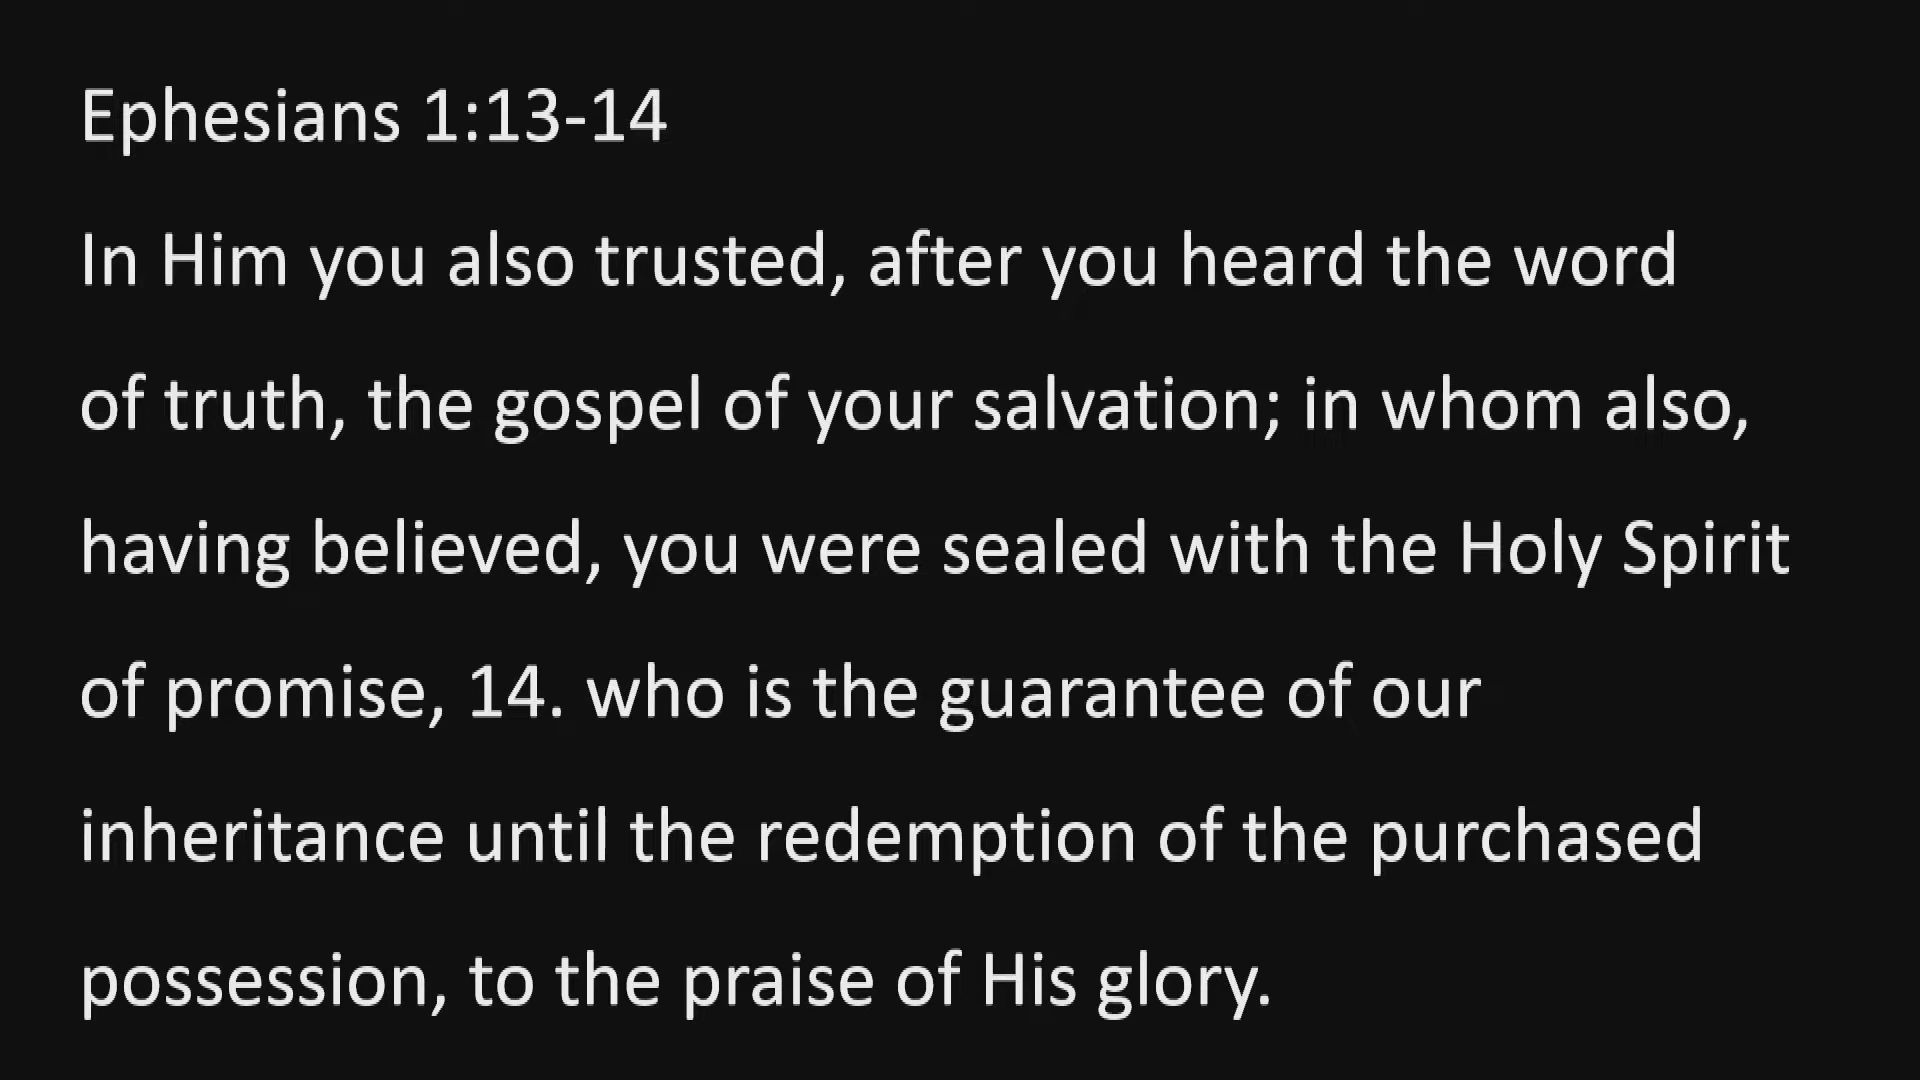 Ephesians 1:13-14
In Him you also trusted, after you heard the word
of truth, the gospel of your salvation; in whom also,
having believed, you were sealed with the Holy Spirit
of promise, 14. who is the guarantee of our
inheritance until the redemption of the purchased
possession, to the praise of His glory.